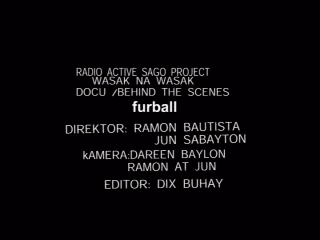 RADIO ACTIVE SAGO PROJECT
WASAK NA WASAK
DOCU /BEHIND THE SCENES
furball
DIREKTOR: RAMON BAUTISTA
JUN SABAYTON
kAMERA:DAREEN BAYLON
RAMON AT JUN
EDITOR: DIX BUHAY